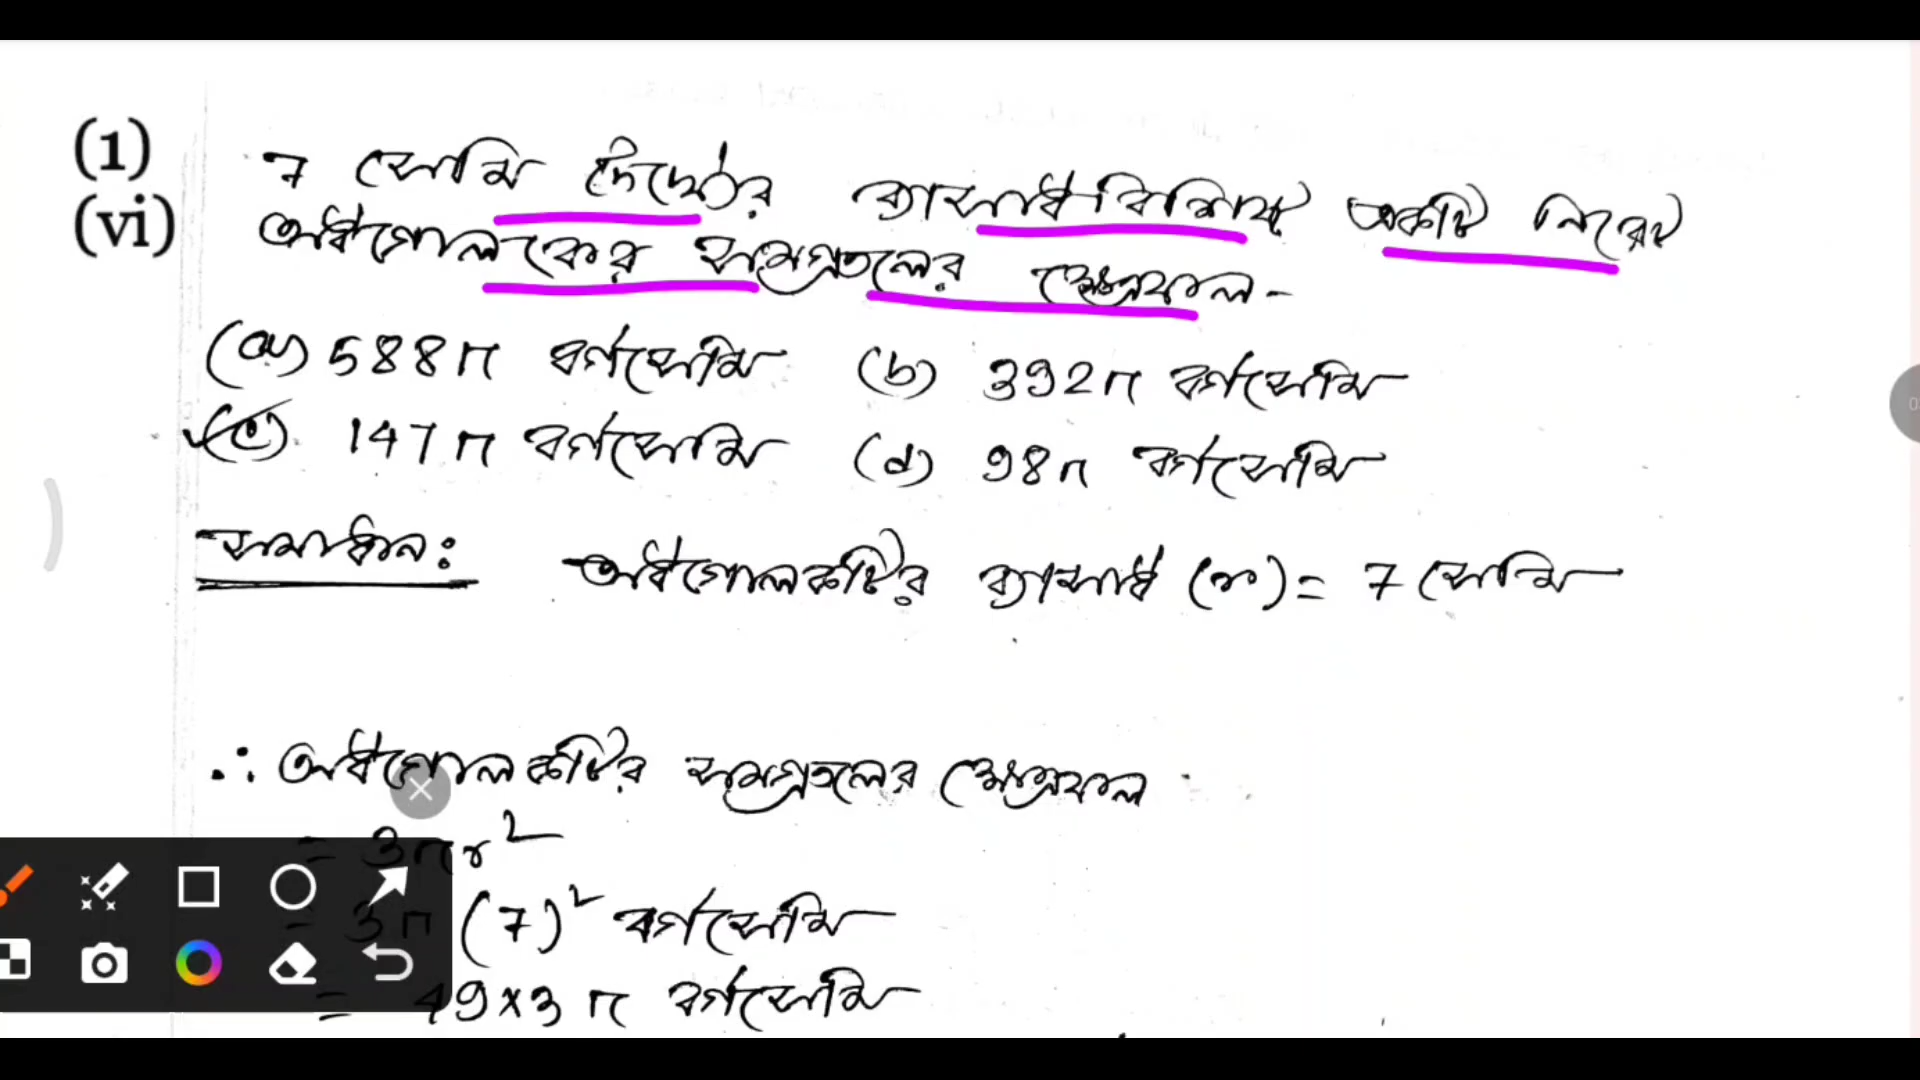 (1)
(vi)
7 সেমি দৈর্ঘ্যের ব্যাসার্ধবিশিষ্ট একটি নিরেট
অর্ধগোলকের সমগ্রতলের ক্ষেত্রফল-
(a) 588π বর্গসেমি (b) 392π বর্গসেমি
(c) 147π বর্গসেমি (d) 98π বর্গসেমি
সমাধান: অর্ধগোলকটির ব্যাসার্ধ (r) = 7 সেমি
∴ অর্ধগোলকটির সমগ্রতলের ক্ষেত্রফল
= 3πr²
= 3π (7)² বর্গসেমি
= 49×3 π বর্গসেমি